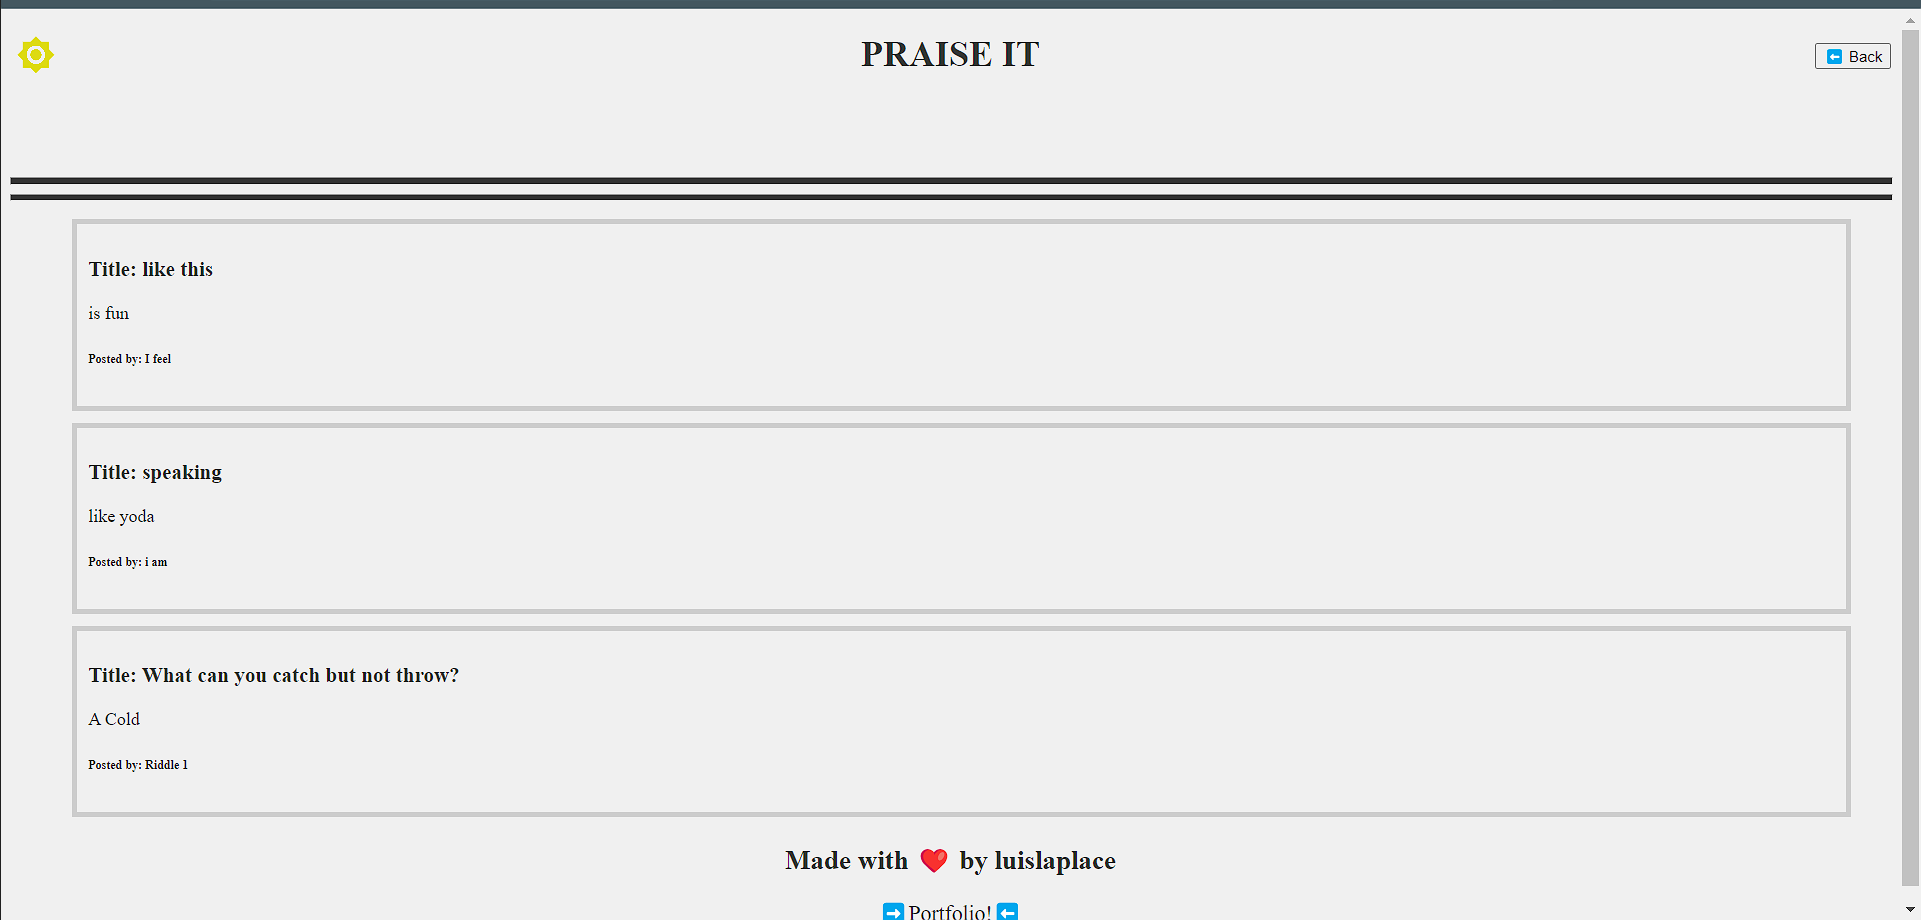 PRAISE IT
Back
Title: like this
is fun
Posted by: I feel
Title: speaking
like yoda
Posted by: i am
Title: What can you catch but not throw?
A Cold
Posted by: Riddle 1
Made with ❤️ by luislaplace
➡️ Portfolio! ⬅️